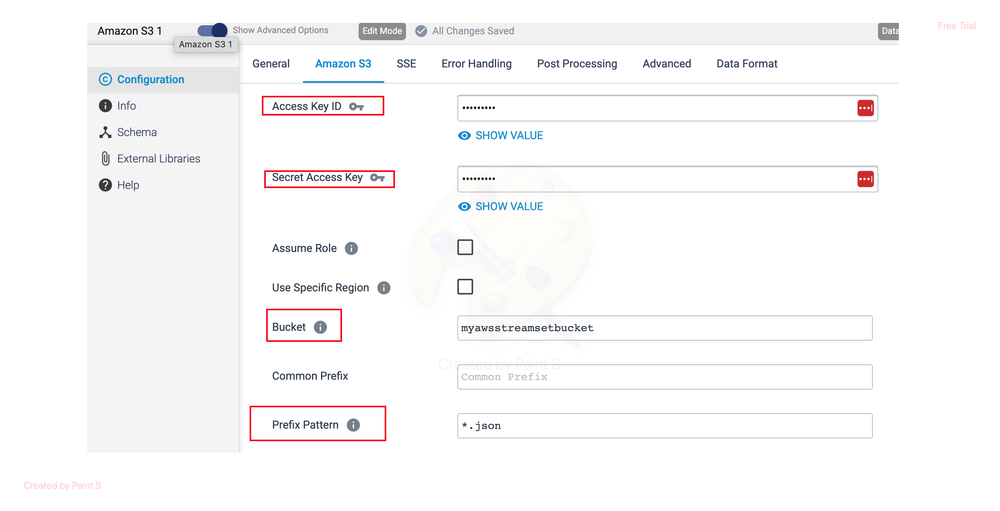 Free Trial
Amazon S3 1
Show Advanced Options
Edit Mode
All Changes Saved
Data
Amazon S3 1
General
Amazon S3
SSE
Error Handling
Post Processing
Advanced
Data Format
Configuration
Info
Schema
External Libraries
Help
Access Key ID
•••••••••
SHOW VALUE
Secret Access Key
•••••••••
SHOW VALUE
Assume Role
Use Specific Region
Bucket
myawsstreamsetbucket
Created by Paint S
Common Prefix
Common Prefix
Prefix Pattern
*.json
Created by Paint S